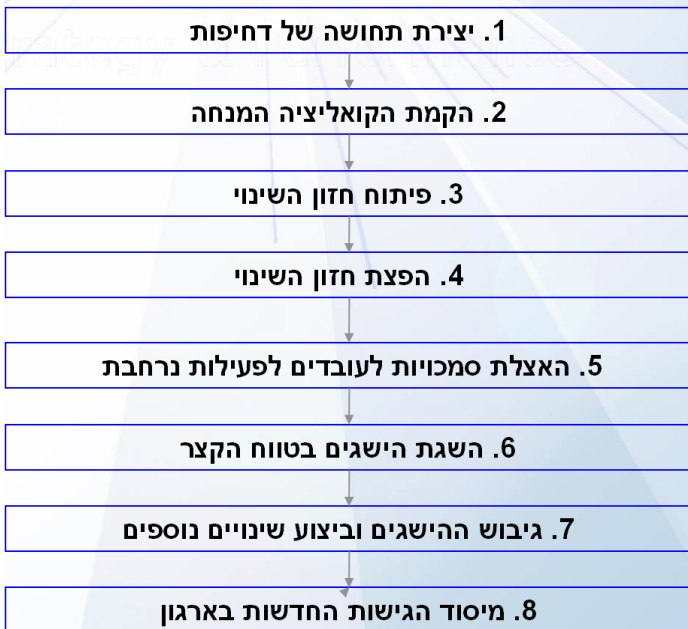 1. יצירת תחושה של דחיפות
2. הקמת הקואליציה המנחה
3. פיתוח חזון השינוי
4. הפצת חזון השינוי
5. האצלת סמכויות לעובדים לפעילות נרחבת
6. השגת הישגים בטווח הקצר
7. גיבוש ההישגים וביצוע שינויים נוספים
8. מיסוד הגישות החדשות בארגון